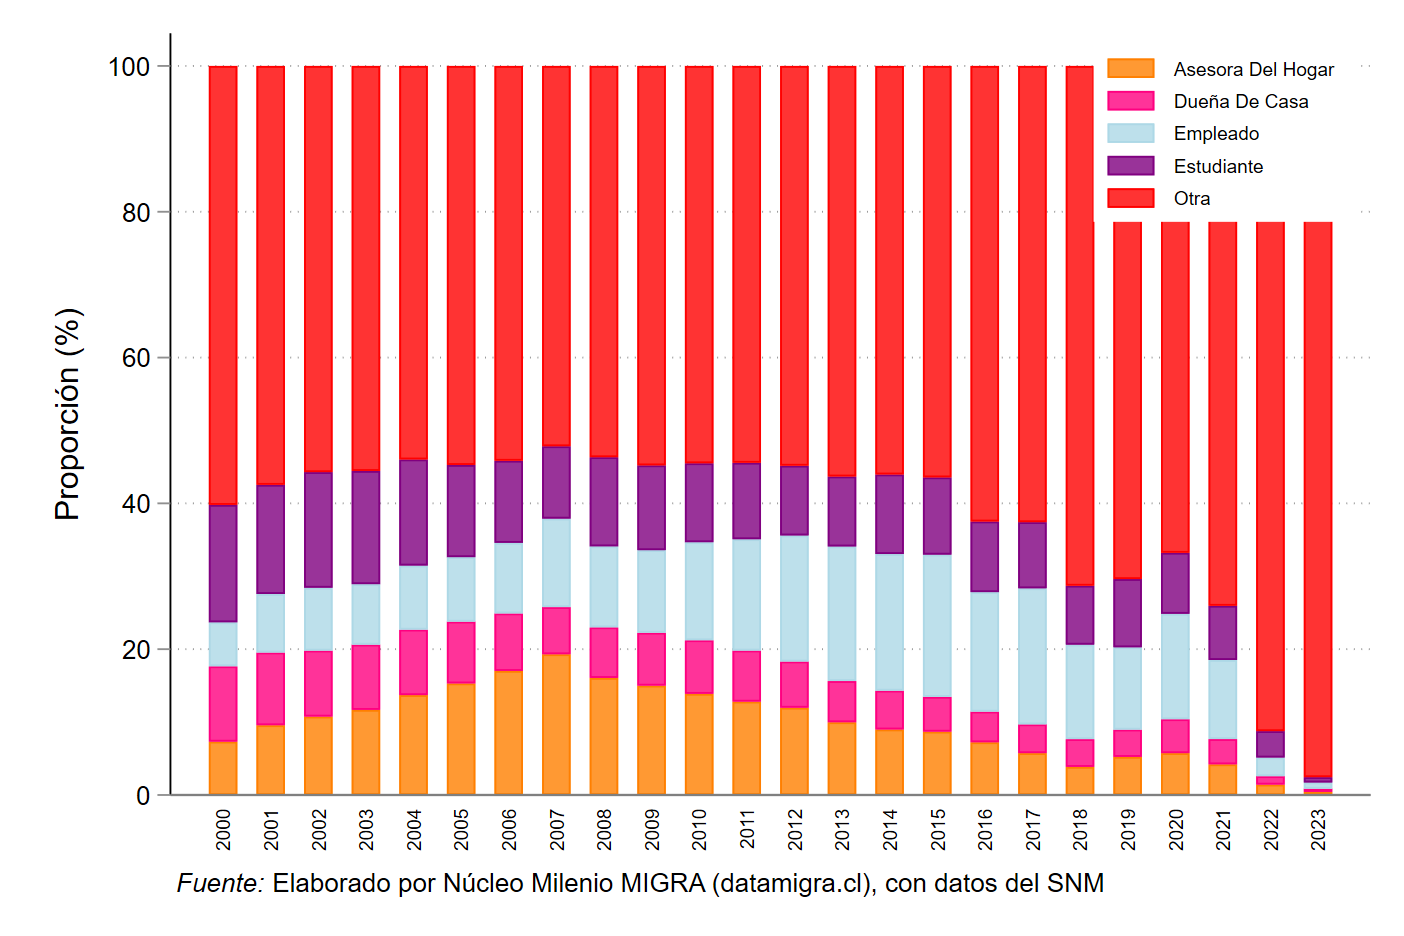 Proporción (%)
100
80
60
40
20
0
Asesora Del Hogar
Dueña De Casa
Empleado
Estudiante
Otra
2000 2001 2002 2003 2004 2005 2006 2007 2008 2009 2010 2011 2012 2013 2014 2015 2016 2017 2018 2019 2020 2021 2022 2023
Fuente: Elaborado por Núcleo Milenio MIGRA (datamigra.cl), con datos del SNM